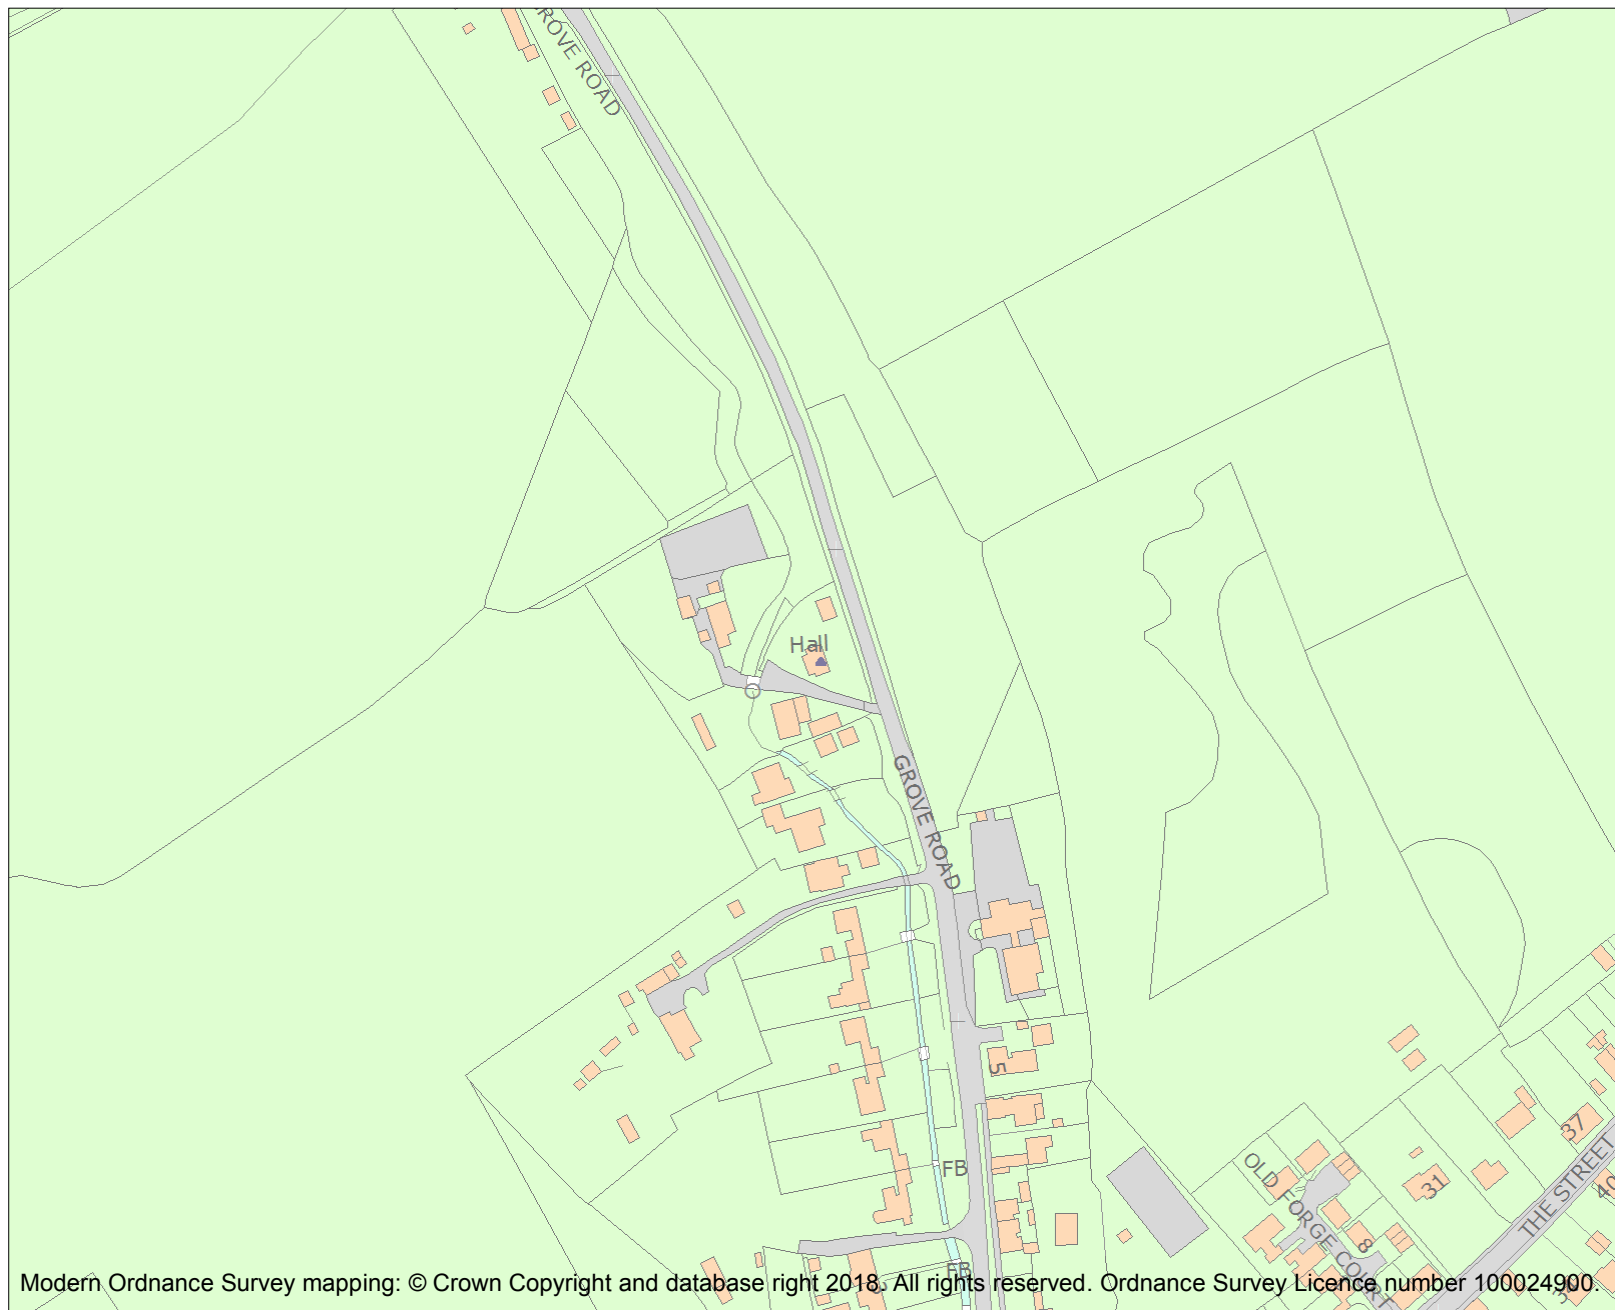 GROVE ROAD
Hall
GROVE ROAD
5
FB
OLD FORGE COURT
8
31
37
THE STREET
40
FB
Modern Ordnance Survey mapping: © Crown Copyright and database right 2018. All rights reserved. Ordnance Survey Licence number 100024900.